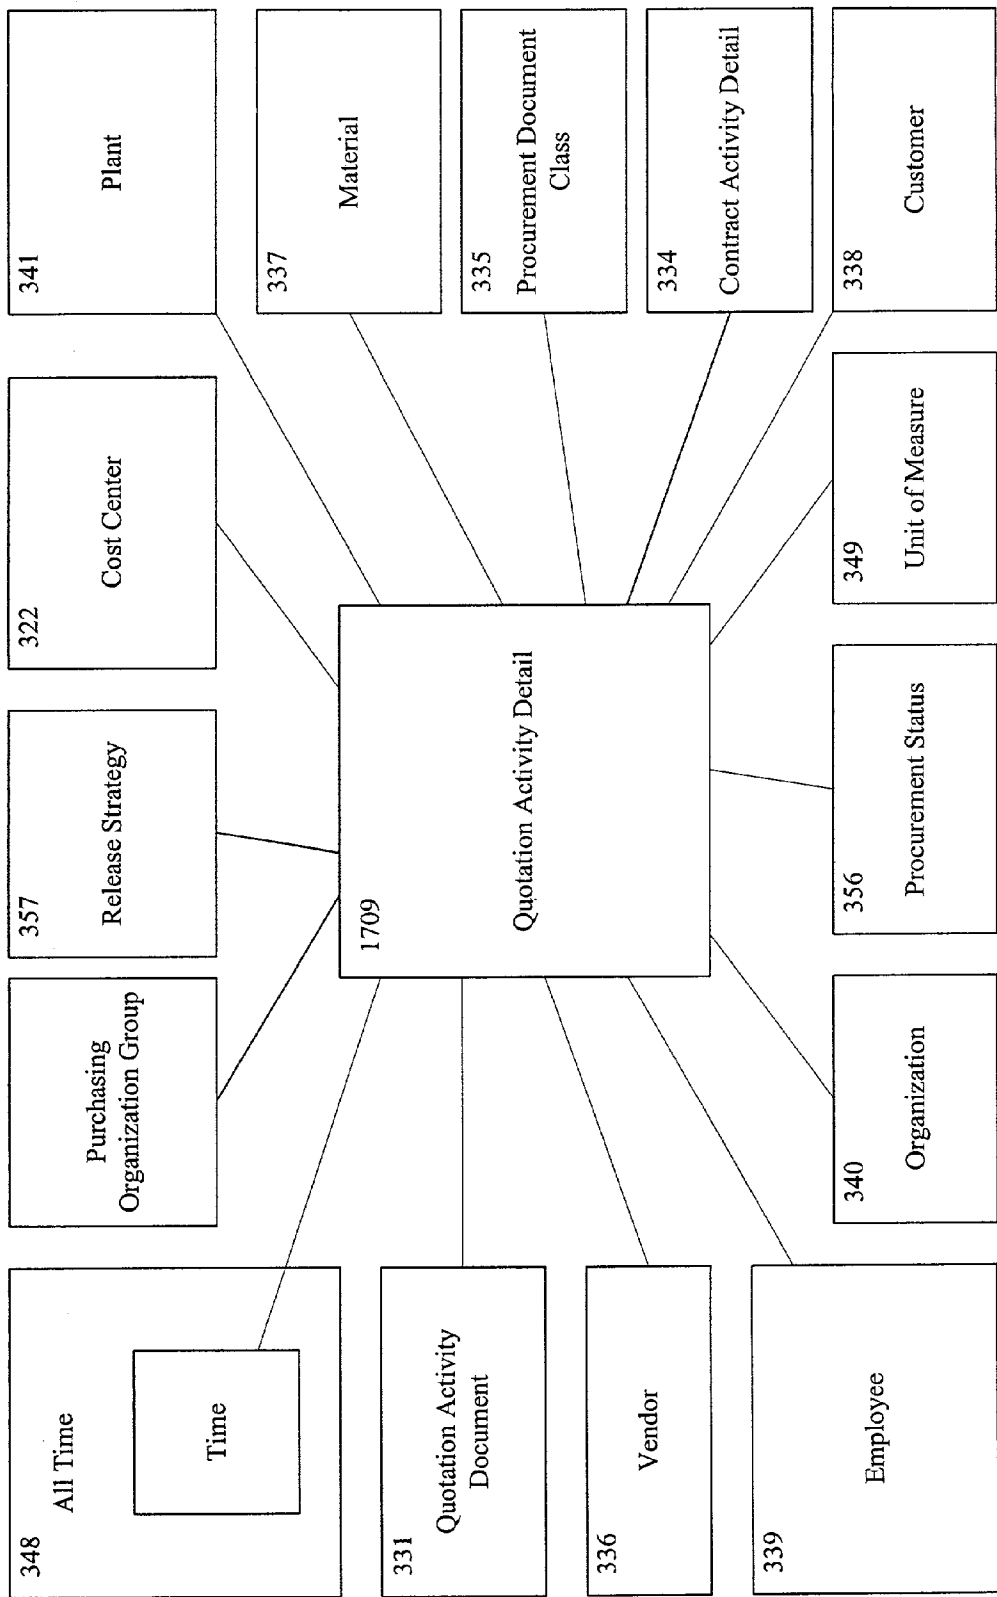 348
All Time
Time
Purchasing
Organization Group
357
Release Strategy
322
Cost Center
341
Plant
331
Quotation Activity
Document
1709
Quotation Activity Detail
337
Material
336
Vendor
335
Procurement Document
Class
334
Contract Activity Detail
339
Employee
340
Organization
356
Procurement Status
349
Unit of Measure
338
Customer